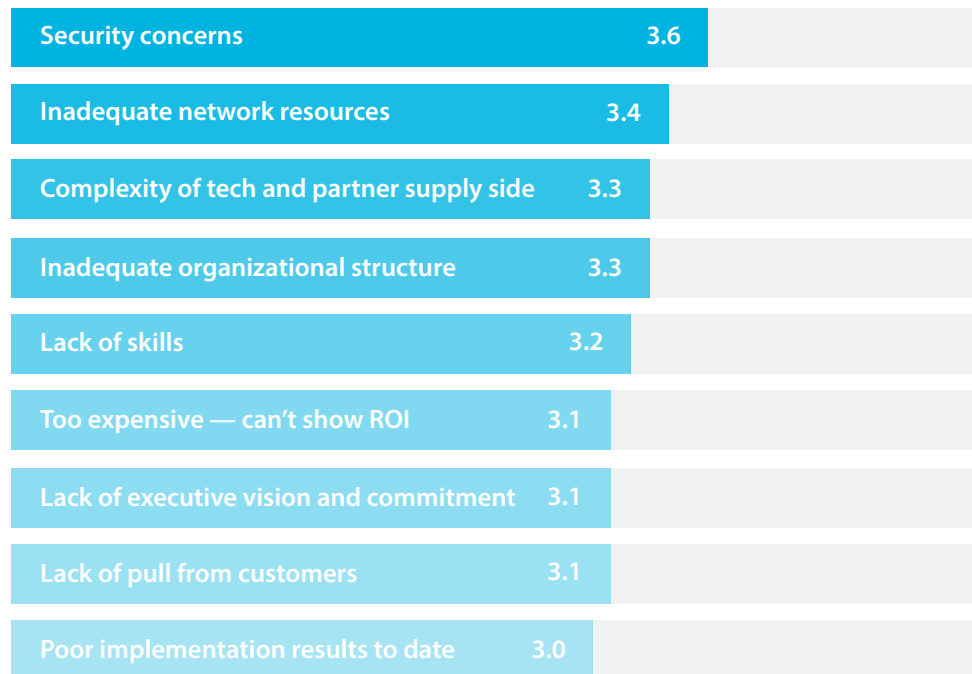 Security concerns 3.6
Inadequate network resources 3.4
Complexity of tech and partner supply side 3.3
Inadequate organizational structure 3.3
Lack of skills 3.2
Too expensive — can’t show ROI 3.1
Lack of executive vision and commitment 3.1
Lack of pull from customers 3.1
Poor implementation results to date 3.0